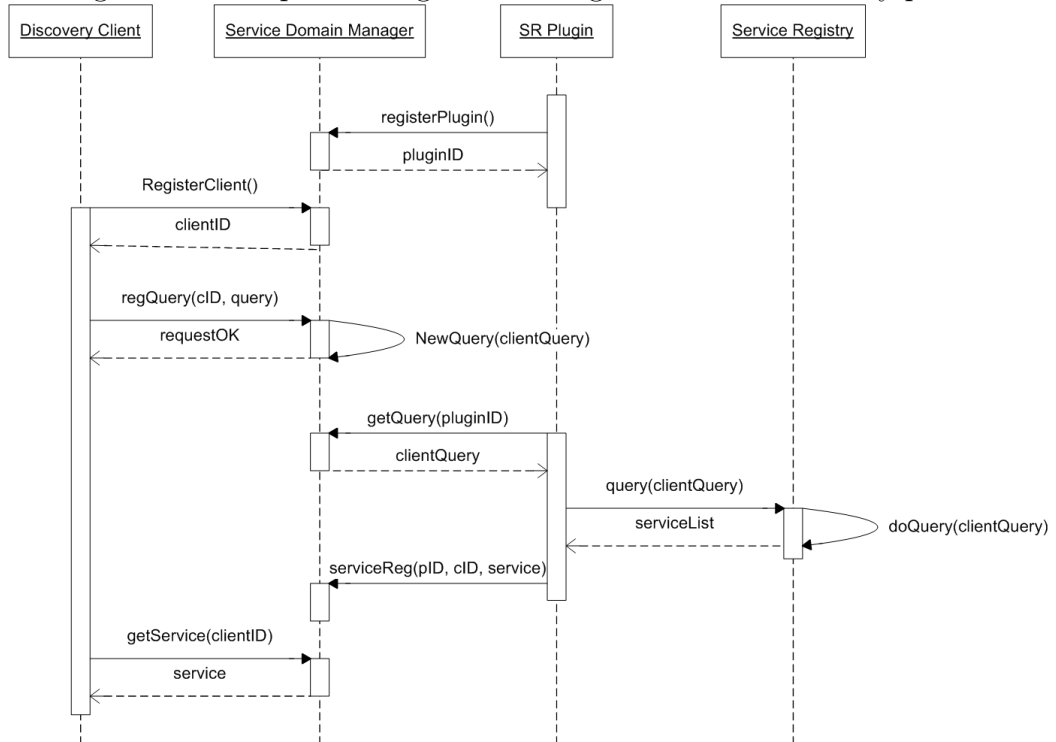 Discovery Client
Service Domain Manager
SR Plugin
Service Registry
registerPlugin()
pluginID
RegisterClient()
clientID
regQuery(cID, query)
requestOK
NewQuery(clientQuery)
getQuery(pluginID)
clientQuery
query(clientQuery)
serviceList
doQuery(clientQuery)
serviceReg(pID, cID, service)
getService(clientID)
service